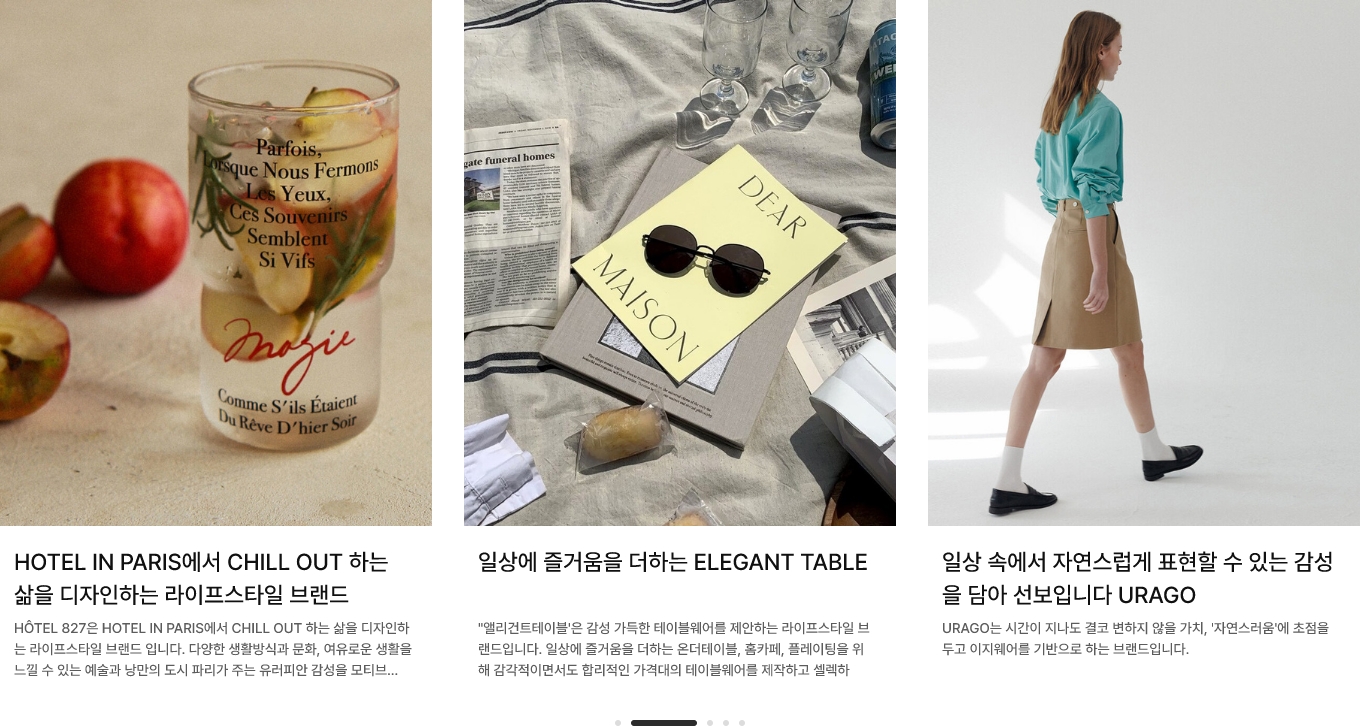 Parfois,
Lorsque Nous Fermons
Les Yeux,
Ces Souvenirs
Semblent
Si Vifs
Magie
Comme S'ils Étaient
Du Rêve D'hier Soir
gate funeral homes
DEAR
MAISON
HOTEL IN PARIS에서 CHILL OUT 하는
삶을 디자인하는 라이프스타일 브랜드
HÔTEL 827은 HOTEL IN PARIS에서 CHILL OUT 하는 삶을 디자인하
는 라이프스타일 브랜드 입니다. 다양한 생활방식과 문화, 여유로운 생활을
느낄 수 있는 예술과 낭만의 도시 파리가 주는 유러피안 감성을 모티브...
일상에 즐거움을 더하는 ELEGANT TABLE
"앨리건트테이블'은 감성 가득한 테이블웨어를 제안하는 라이프스타일 브
랜드입니다. 일상에 즐거움을 더하는 온더테이블, 홈카페, 플레이팅을 위
해 감각적이면서도 합리적인 가격대의 테이블웨어를 제작하고 셀렉하
일상 속에서 자연스럽게 표현할 수 있는 감성
을 담아 선보입니다 URAGO
URAGO는 시간이 지나도 결코 변하지 않을 가치, '자연스러움'에 초점을
두고 이지웨어를 기반으로 하는 브랜드입니다.